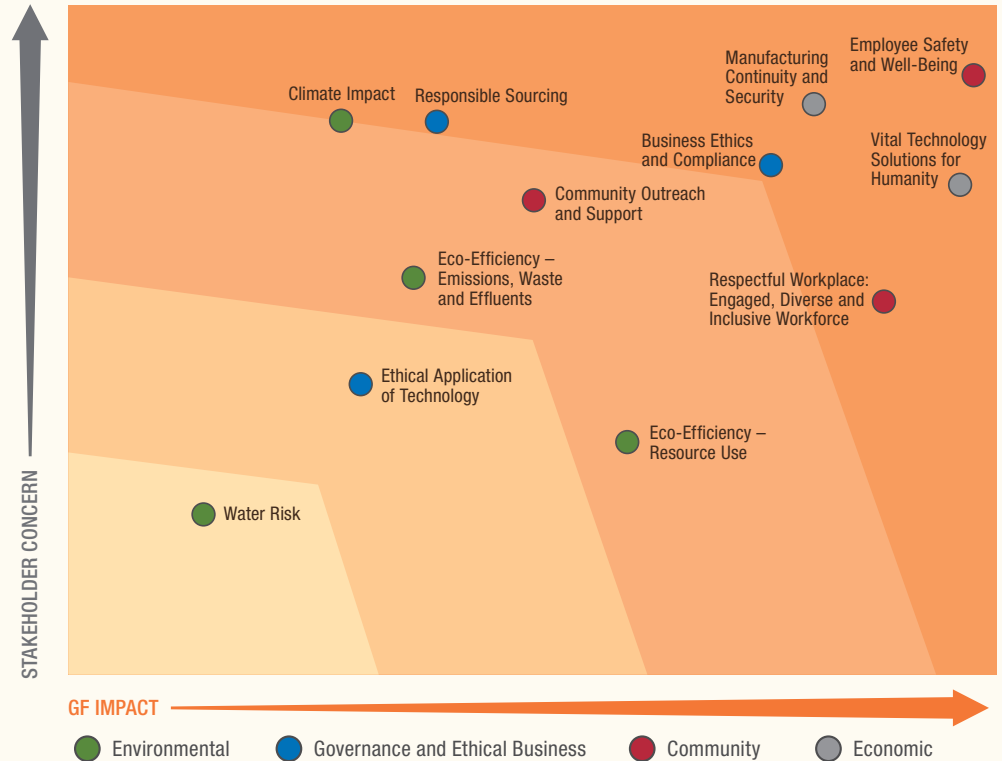 Employee Safety
and Well-Being
Manufacturing
Continuity and
Security
Climate Impact
Responsible Sourcing
Business Ethics
and Compliance
Vital Technology
Solutions for
Humanity
Community Outreach
and Support
Eco-Efficiency –
Emissions, Waste
and Effluents
Respectful Workplace:
Engaged, Diverse and
Inclusive Workforce
Ethical Application
of Technology
Eco-Efficiency –
Resource Use
Water Risk
STAKEHOLDER CONCERN
GF IMPACT
Environmental
Governance and Ethical Business
Community
Economic